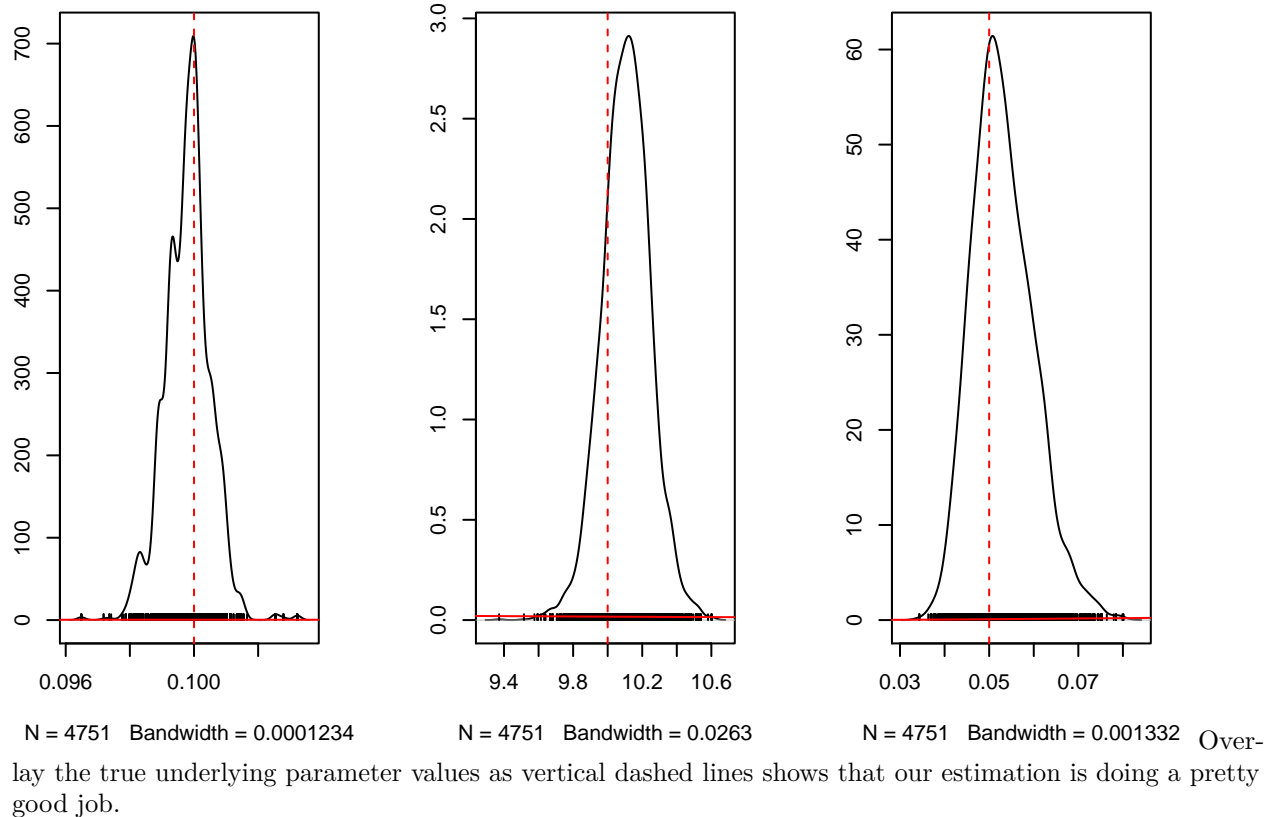 700
600
500
400
300
200
100
0
0.096 0.100
N = 4751 Bandwidth = 0.0001234
3.0
2.5
2.0
1.5
1.0
0.5
0.0
9.4 9.8 10.2 10.6
N = 4751 Bandwidth = 0.0263
60
50
40
30
20
10
0
0.03 0.05 0.07
N = 4751 Bandwidth = 0.001332
Over-
lay the true underlying parameter values as vertical dashed lines shows that our estimation is doing a pretty
good job.